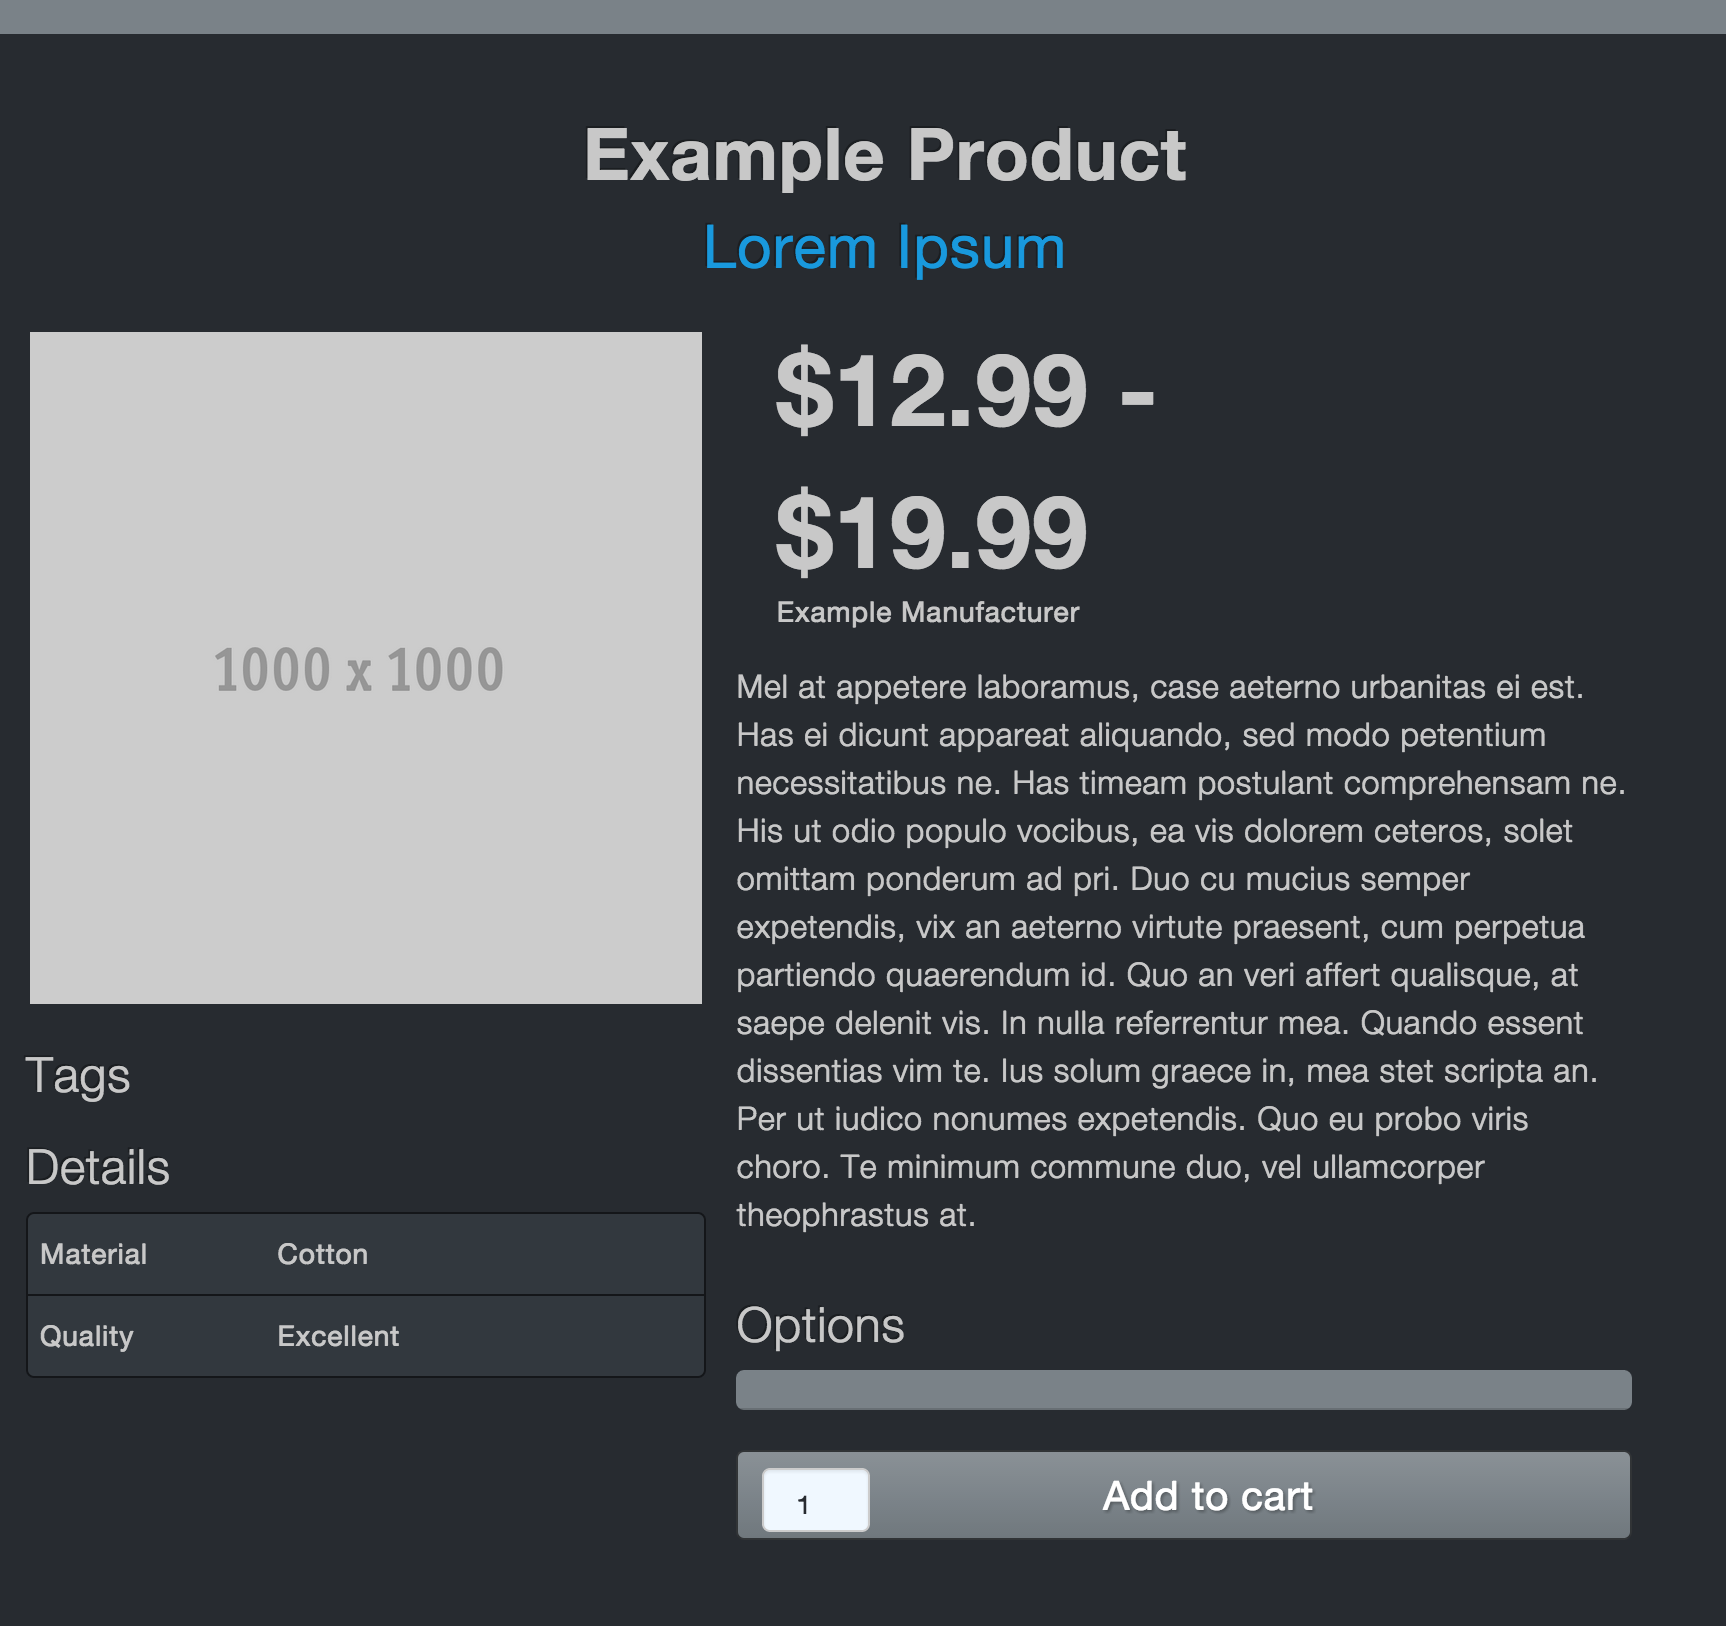 Example Product
Lorem Ipsum
1000 x 1000
$12.99 -
$19.99
Example Manufacturer
Mel at appetere laboramus, case aeterno urbanitas ei est.
Has ei dicunt appareat aliquando, sed modo petentium
necessitatibus ne. Has timeam postulant comprehensam ne.
His ut odio populo vocibus, ea vis dolorem ceteros, solet
omittam ponderum ad pri. Duo cu mucius semper
expetendis, vix an aeterno virtute praesent, cum perpetua
partiendo quaerendum id. Quo an veri affert qualisque, at
saepe delenit vis. In nulla referrentur mea. Quando essent
dissentias vim te. Ius solum graece in, mea stet scripta an.
Per ut iudico nonumes expetendis. Quo eu probo viris
choro. Te minimum commune duo, vel ullamcorper
theophrastus at.
Tags
Details
Material Cotton
Quality Excellent
Options
1 Add to cart